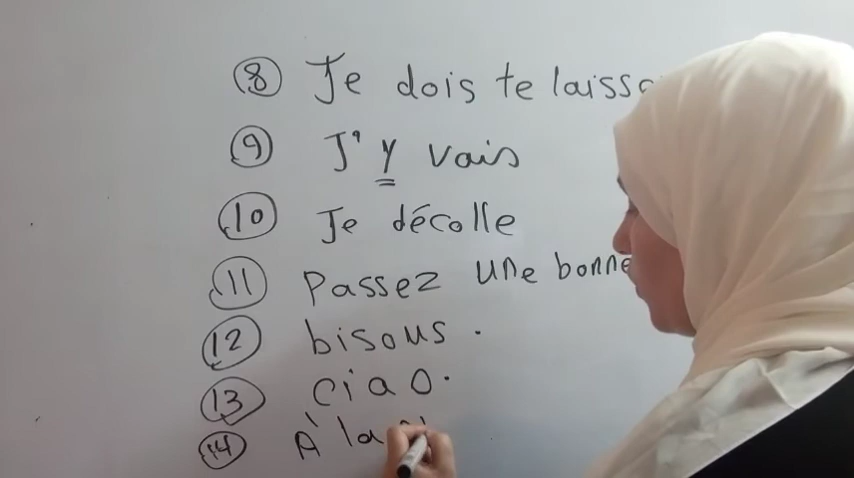 8 Je dois te
9 J'y vais
10 Je décolle
11 Passez une bonne
12 bisous.
13 ciao.
14 À la